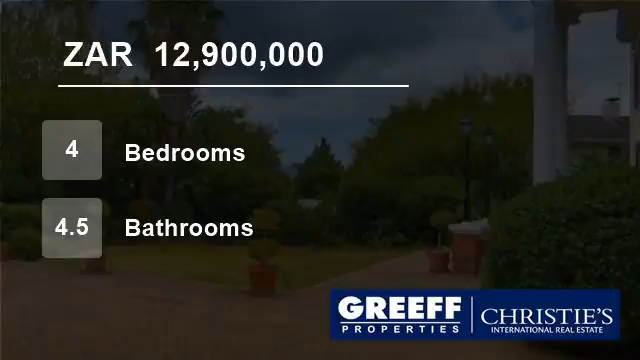 ZAR 12,900,000
4 Bedrooms
4.5 Bathrooms
GREEFF
PROPERTIES
CHRISTIE'S
INTERNATIONAL REAL ESTATE